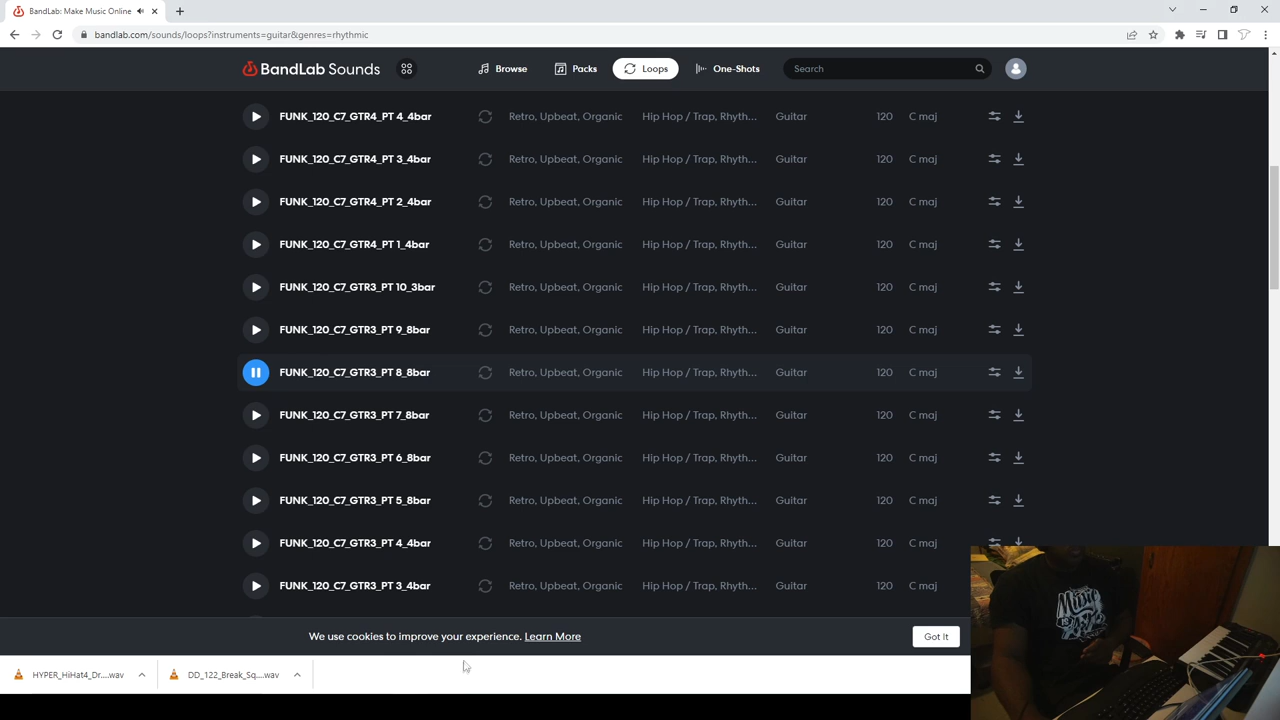 BandLab: Make Music Online
bandlab.com/sounds/loops?instruments=guitar&genres=rhythmic
BandLab Sounds Browse Packs Loops One-Shots Search
FUNK_120_C7_GTR4_PT 4_4bar Retro, Upbeat, Organic Hip Hop / Trap, Rhyth... Guitar 120 C maj
FUNK_120_C7_GTR4_PT 3_4bar Retro, Upbeat, Organic Hip Hop / Trap, Rhyth... Guitar 120 C maj
FUNK_120_C7_GTR4_PT 2_4bar Retro, Upbeat, Organic Hip Hop / Trap, Rhyth... Guitar 120 C maj
FUNK_120_C7_GTR4_PT 1_4bar Retro, Upbeat, Organic Hip Hop / Trap, Rhyth... Guitar 120 C maj
FUNK_120_C7_GTR3_PT 10_3bar Retro, Upbeat, Organic Hip Hop / Trap, Rhyth... Guitar 120 C maj
FUNK_120_C7_GTR3_PT 9_8bar Retro, Upbeat, Organic Hip Hop / Trap, Rhyth... Guitar 120 C maj
FUNK_120_C7_GTR3_PT 8_8bar Retro, Upbeat, Organic Hip Hop / Trap, Rhyth... Guitar 120 C maj
FUNK_120_C7_GTR3_PT 7_8bar Retro, Upbeat, Organic Hip Hop / Trap, Rhyth... Guitar 120 C maj
FUNK_120_C7_GTR3_PT 6_8bar Retro, Upbeat, Organic Hip Hop / Trap, Rhyth... Guitar 120 C maj
FUNK_120_C7_GTR3_PT 5_8bar Retro, Upbeat, Organic Hip Hop / Trap, Rhyth... Guitar 120 C maj
FUNK_120_C7_GTR3_PT 4_4bar Retro, Upbeat, Organic Hip Hop / Trap, Rhyth... Guitar 120 C maj
FUNK_120_C7_GTR3_PT 3_4bar Retro, Upbeat, Organic Hip Hop / Trap, Rhyth... Guitar 120 C maj
We use cookies to improve your experience. Learn More Got It
HYPER_HiHat4_Dr....wav DD_122_Break_Sq....wav